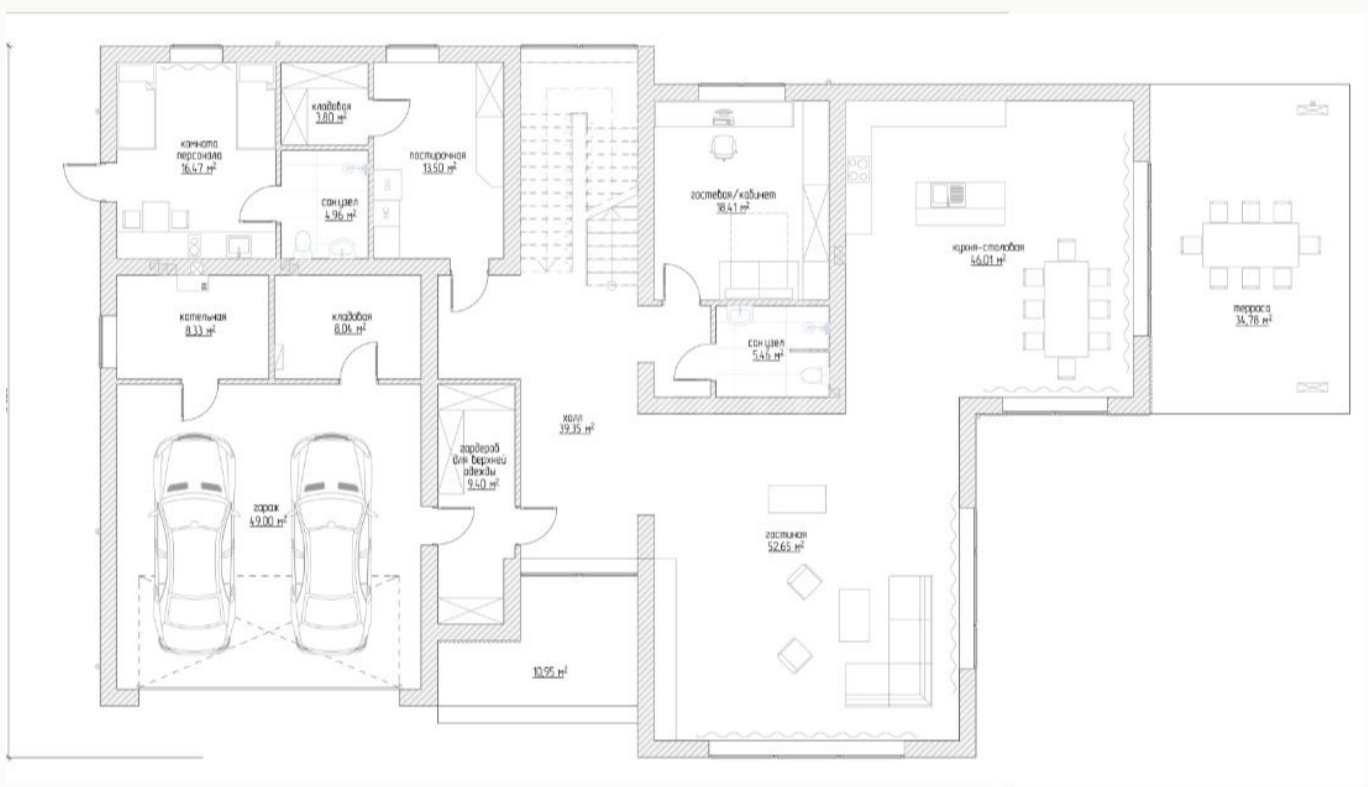 кладовая
3.80 м²
комната
персонала
16.47 м²
постирочная
13.50 м²
сан.узел
4.96 м²
гостевая/кабинет
18.41 м²
кухня-столовая
46.01 м²
терраса
34.78 м²
котельная
8.33 м²
кладовая
8.04 м²
сан.узел
5.46 м²
холл
39.35 м²
гардероб
для верхней
одежды
9.40 м²
гараж
49.00 м²
гостиная
52.65 м²
10.95 м²